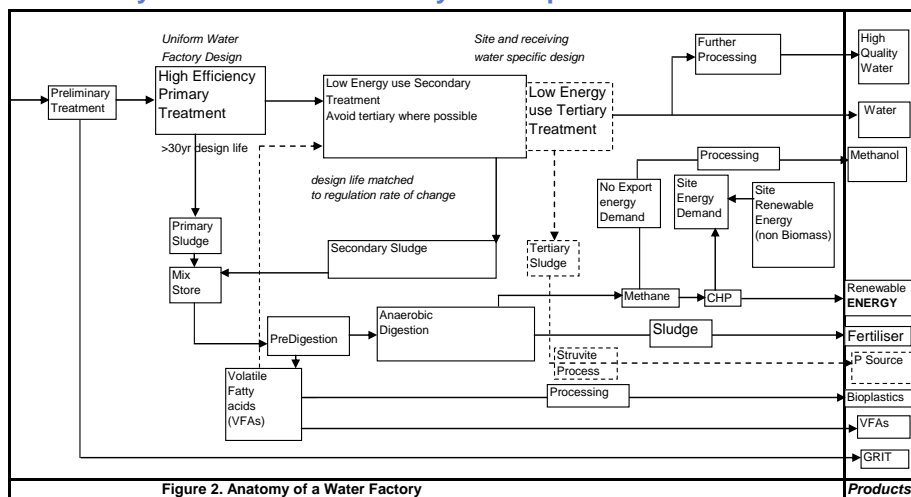 Uniform Water
Factory Design
Site and receiving
water specific design
Further
Processing
High
Quality
Water
Preliminary
Treatment
High Efficiency
Primary
Treatment
Low Energy use Secondary
Treatment
Avoid tertiary where possible
Low Energy
use Tertiary
Treatment
Water
>30yr design life
Processing
Methanol
design life matched
to regulation rate of change
No Export
energy
Demand
Site
Energy
Demand
Site
Renewable
Energy
(non Biomass)
Primary
Sludge
Secondary Sludge
Tertiary
Sludge
Mix
Store
Methane
CHP
Renewable
ENERGY
PreDigestion
Anaerobic
Digestion
Sludge
Fertiliser
Struvite
Process
P Source
Volatile
Fatty
acids
(VFAs)
Processing
Bioplastics
VFAs
GRIT
Figure 2. Anatomy of a Water Factory
Products